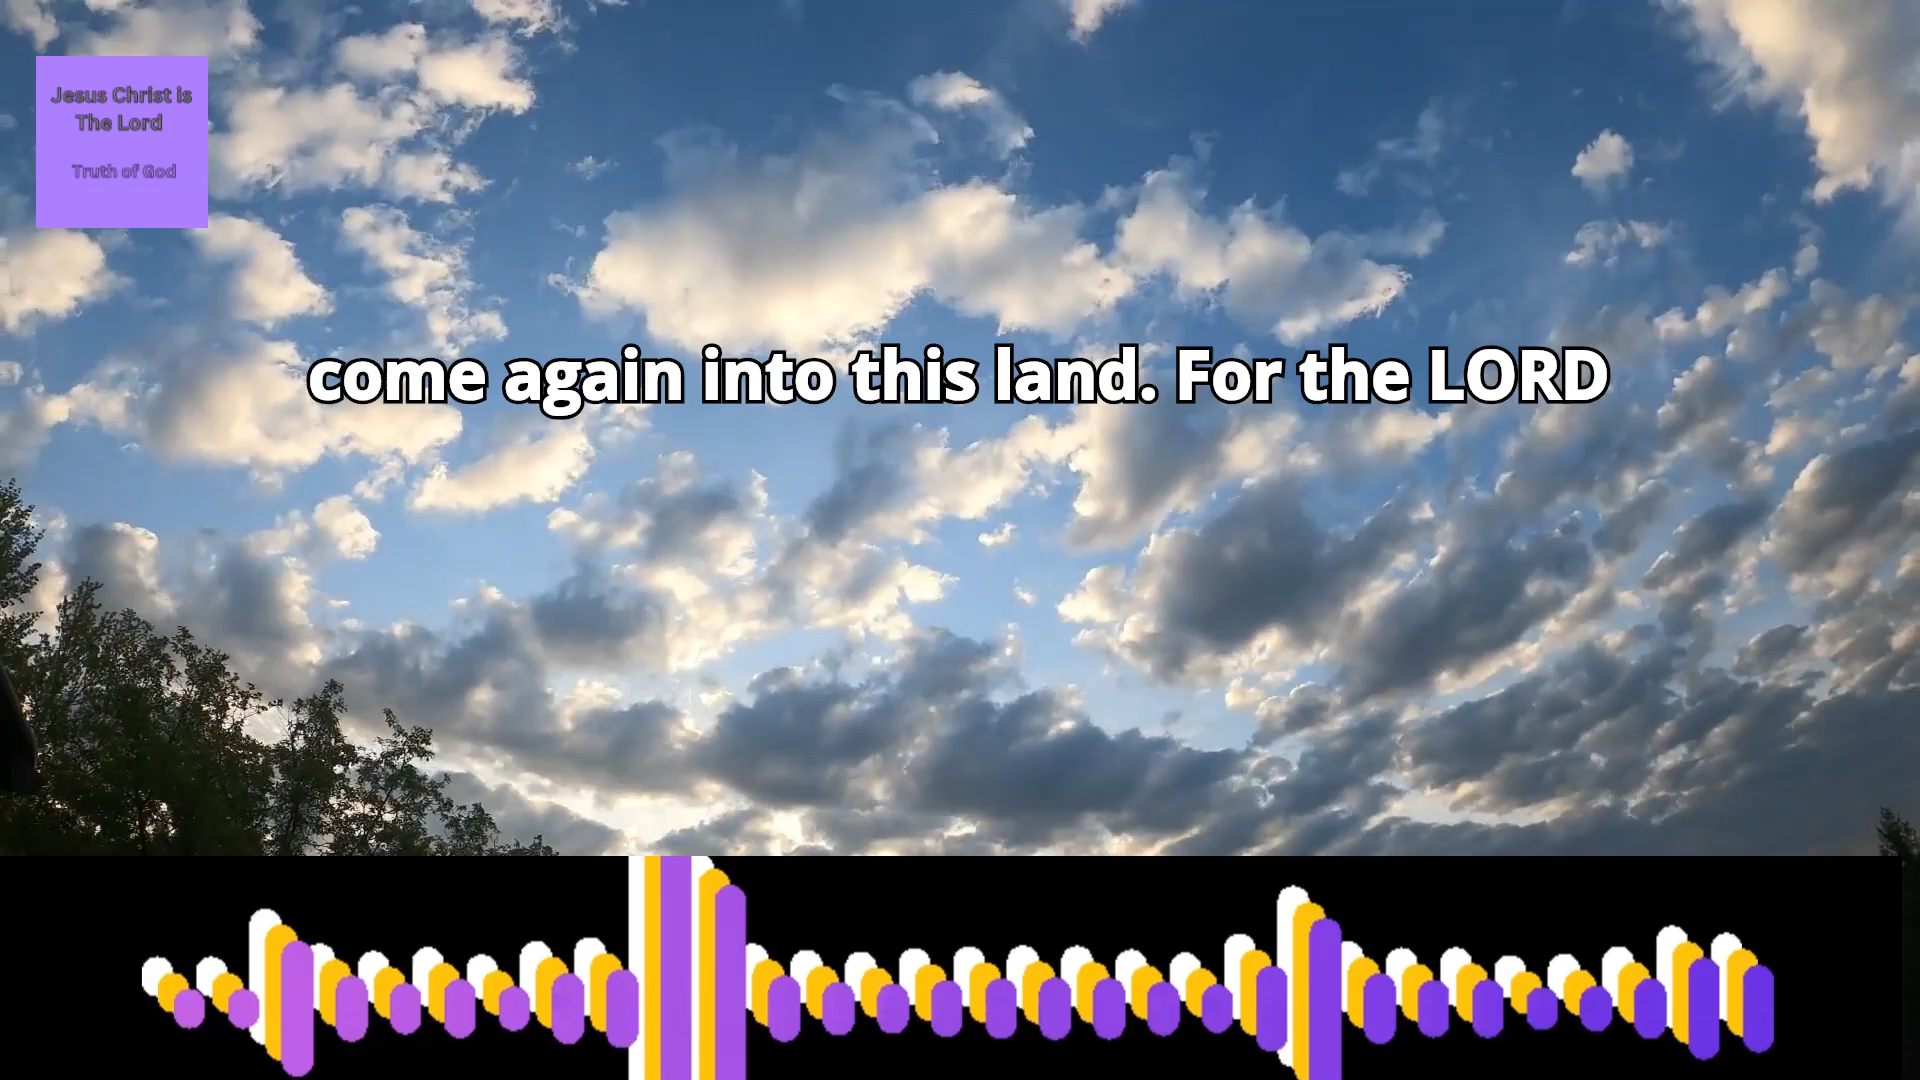 Jesus Christ is
The Lord
Truth of God
come again into this land. For the LORD